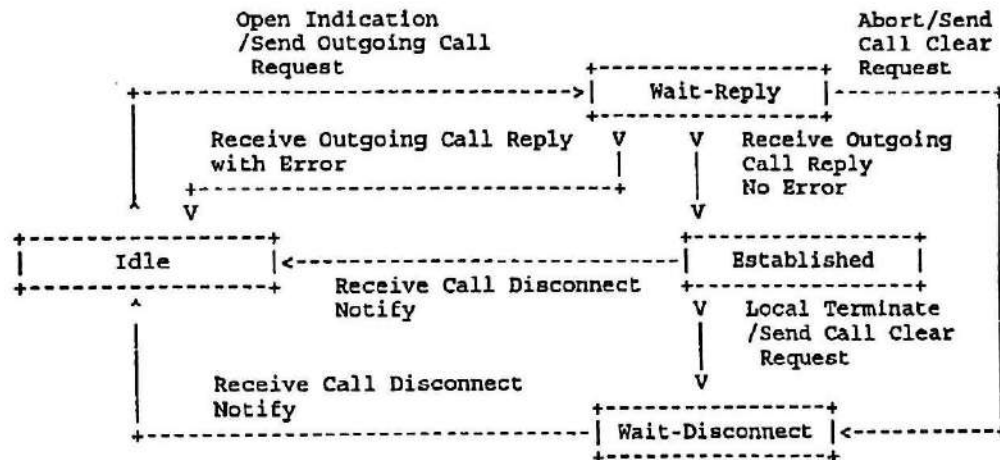 Open Indication
/Send Outgoing Call
Request
Abort/Send
Call Clear
Request
Wait-Reply
Receive Outgoing Call Reply
with Error
Receive Outgoing
Call Reply
No Error
Idle
Established
Receive Call Disconnect
Notify
Local Terminate
/Send Call Clear
Request
Receive Call Disconnect
Notify
Wait-Disconnect